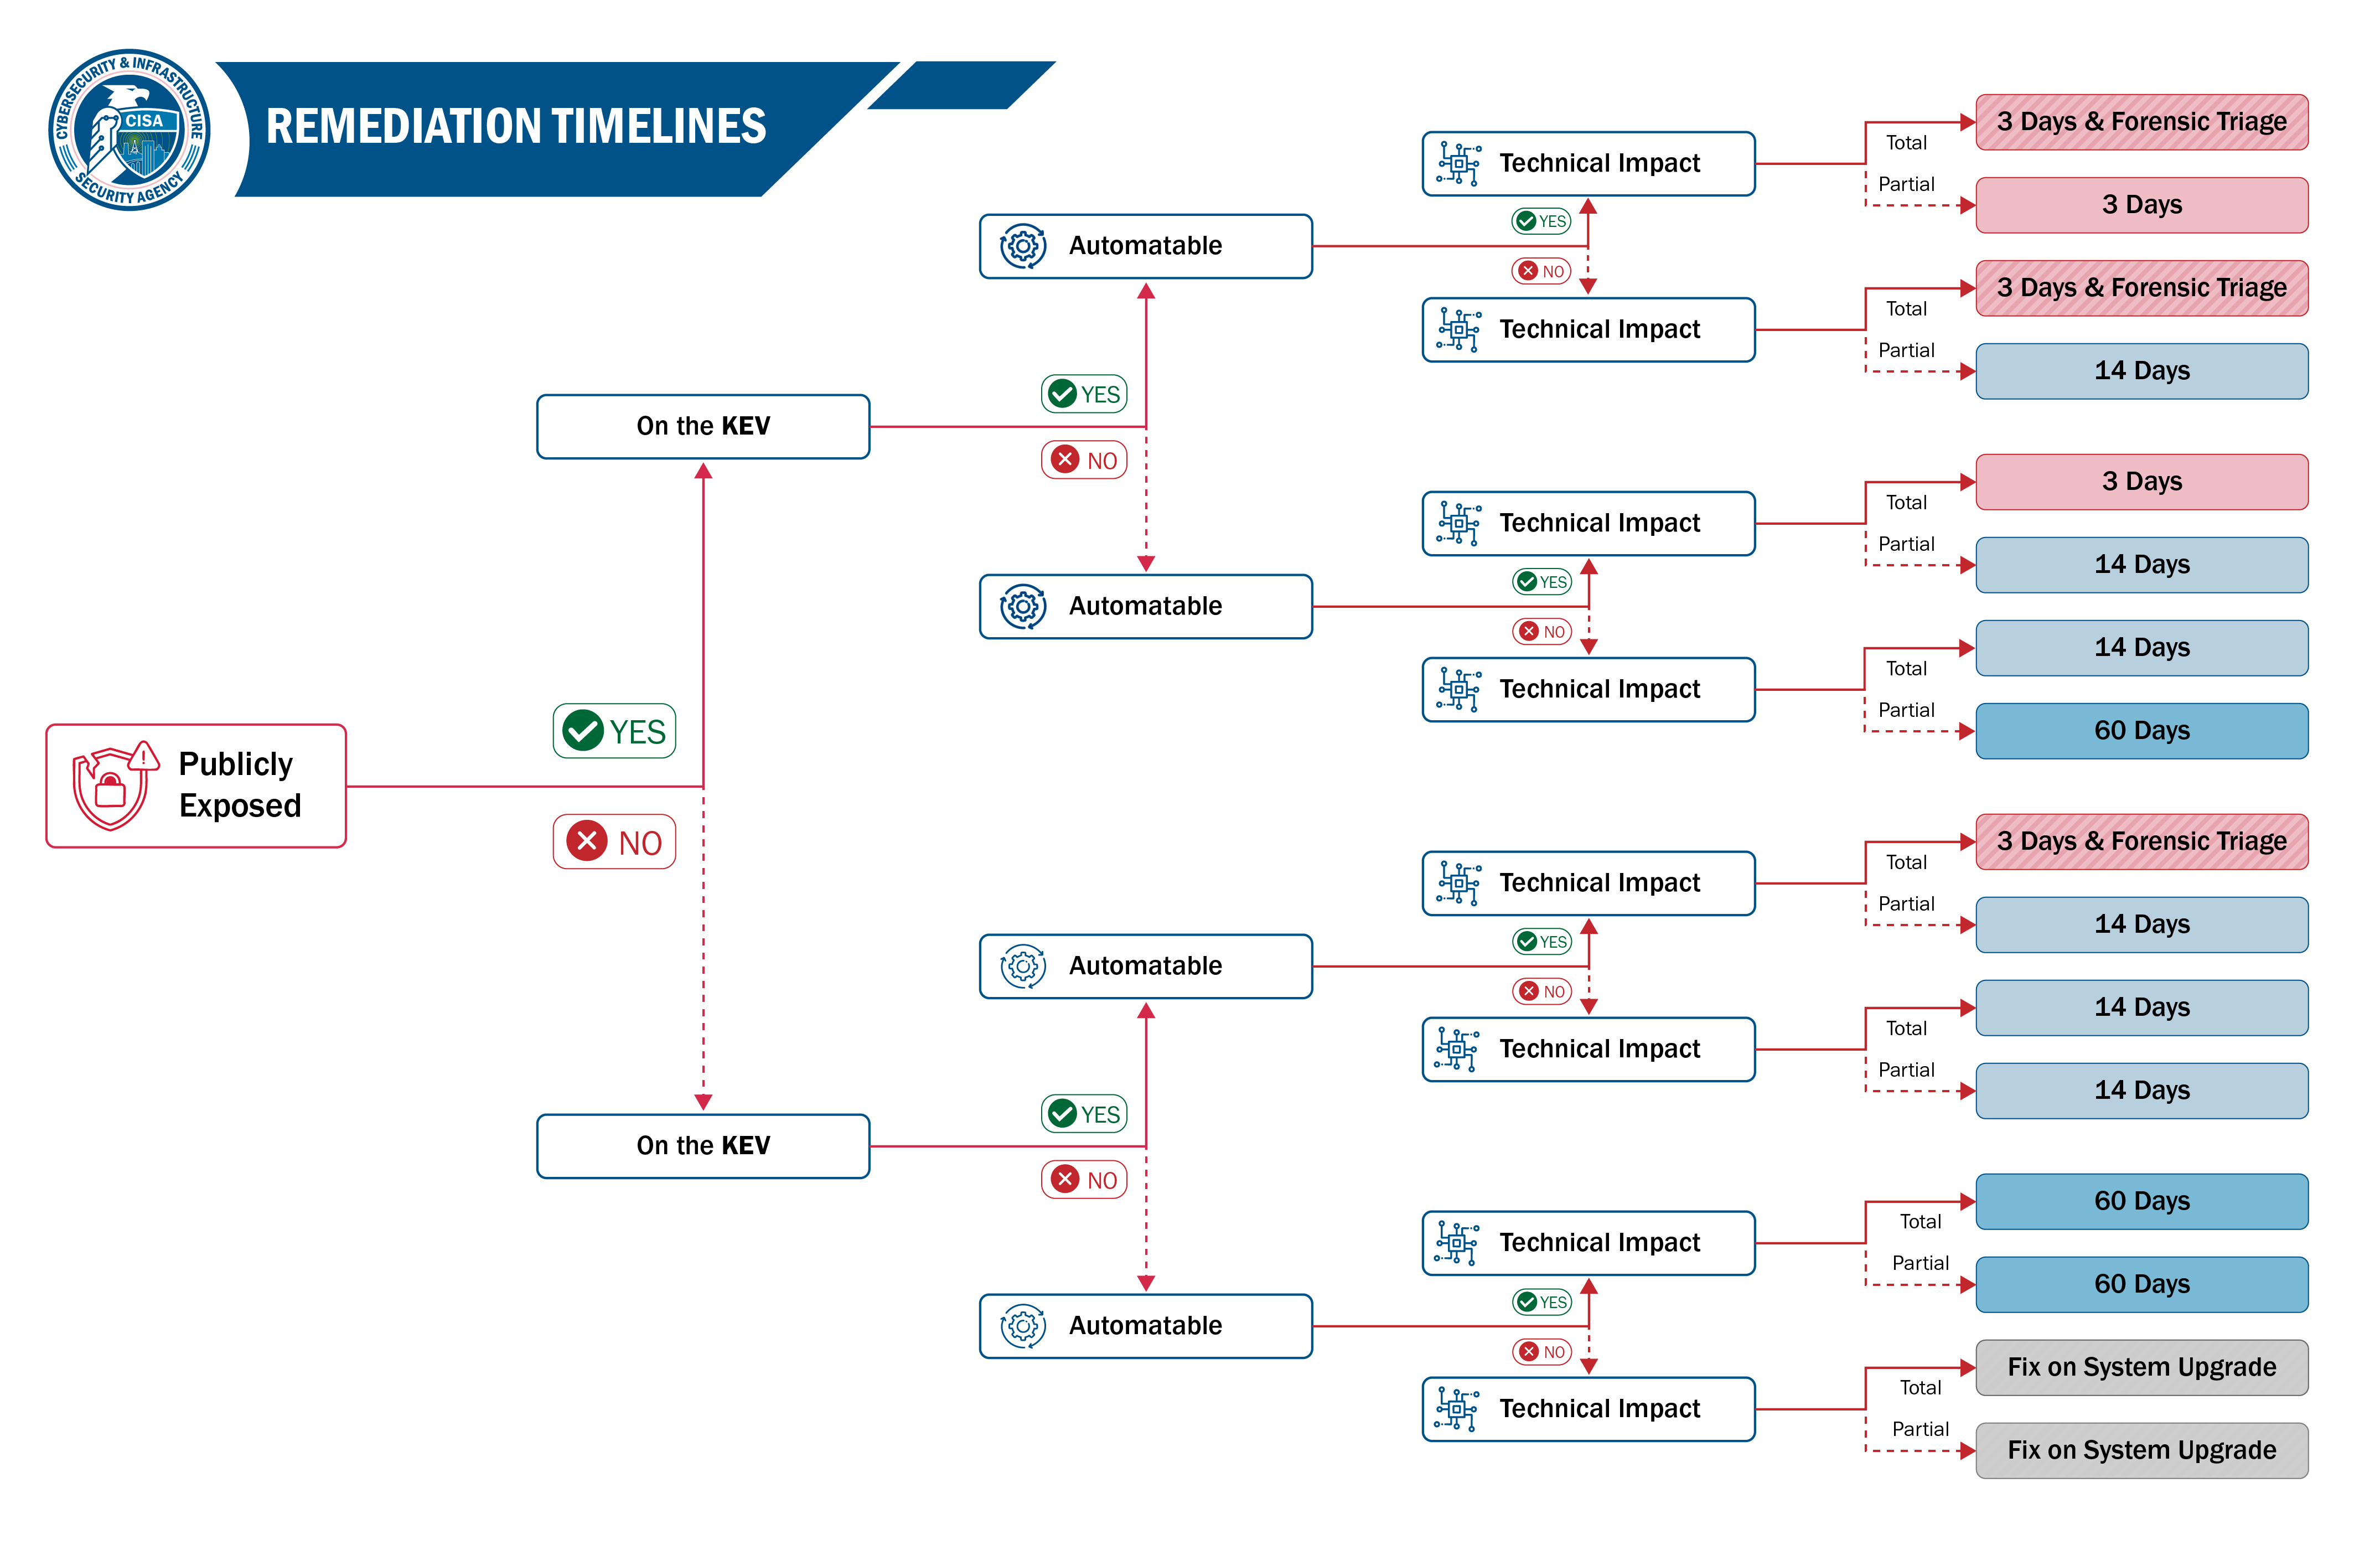 CYBERSECURITY & INFRASTRUCTURE
SECURITY AGENCY
CISA
REMEDIATION TIMELINES
Publicly
Exposed
YES
NO
On the KEV
YES
NO
Automatable
YES
NO
Technical Impact
Total
3 Days & Forensic Triage
Partial
3 Days
Technical Impact
Total
3 Days & Forensic Triage
Partial
14 Days
Automatable
YES
NO
Technical Impact
Total
3 Days
Partial
14 Days
Technical Impact
Total
14 Days
Partial
60 Days
On the KEV
YES
NO
Automatable
YES
NO
Technical Impact
Total
3 Days & Forensic Triage
Partial
14 Days
Technical Impact
Total
14 Days
Partial
14 Days
Automatable
YES
NO
Technical Impact
Total
60 Days
Partial
60 Days
Technical Impact
Total
Fix on System Upgrade
Partial
Fix on System Upgrade